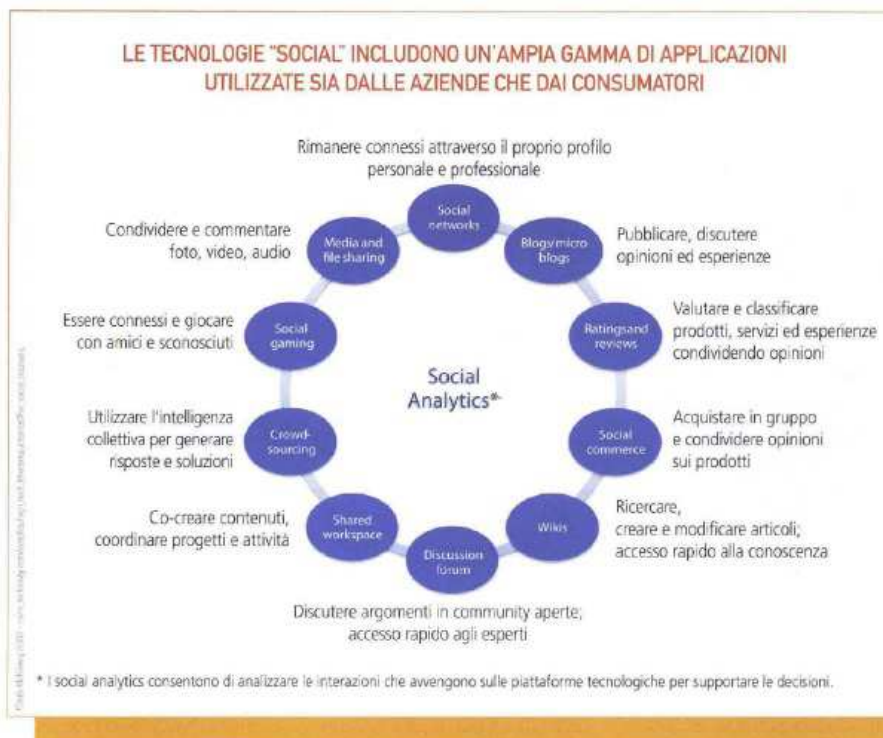 LE TECNOLOGIE "SOCIAL" INCLUDONO UN'AMPIA GAMMA DI APPLICAZIONI
UTILIZZATE SIA DALLE AZIENDE CHE DAI CONSUMATORI
Rimanere connessi attraverso il proprio profilo
personale e professionale
Social
networks
Blogs/micro
blogs
Pubblicare, discutere
opinioni ed esperienze
Ratings and
reviews
Valutare e classificare
prodotti, servizi ed esperienze
condividendo opinioni
Social
commerce
Acquistare in gruppo
e condividere opinioni
sui prodotti
Wikis
Ricercare,
creare e modificare articoli;
accesso rapido alla conoscenza
Discussion
forum
Discutere argomenti in community aperte;
accesso rapido agli esperti
Shared
workspace
Co-creare contenuti,
coordinare progetti e attività
Crowd-
sourcing
Utilizzare l'intelligenza
collettiva per generare
risposte e soluzioni
Social
gaming
Essere connessi e giocare
con amici e sconosciuti
Media and
file sharing
Condividere e commentare
foto, video, audio
Social
Analytics*
* I social analytics consentono di analizzare le interazioni che avvengono sulle piattaforme tecnologiche per supportare le decisioni.